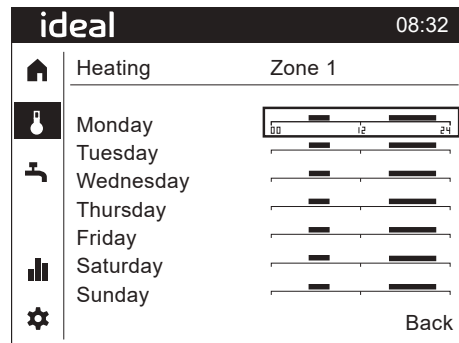 ideal 08:32
Heating Zone 1
Monday
00 12 24
Tuesday
Wednesday
Thursday
Friday
Saturday
Sunday
Back